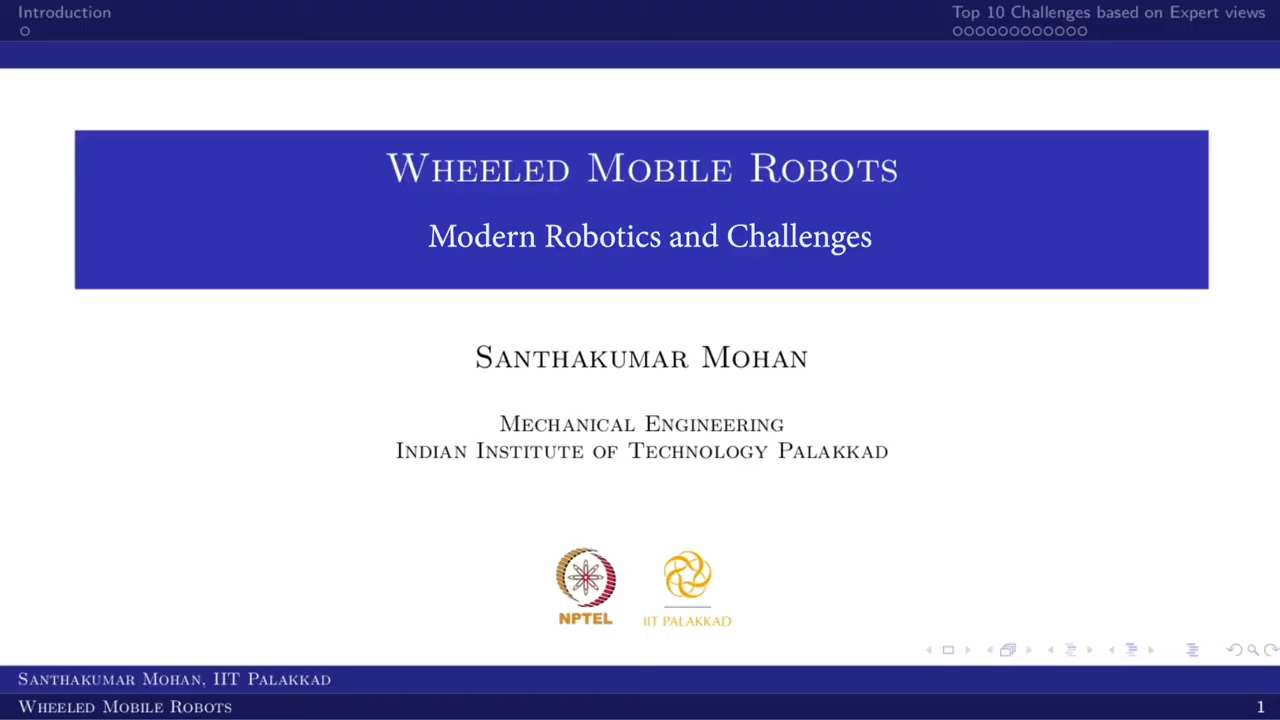 Introduction
Top 10 Challenges based on Expert views
WHEELED MOBILE ROBOTS
Modern Robotics and Challenges
SANTHAKUMAR MOHAN
MECHANICAL ENGINEERING
INDIAN INSTITUTE OF TECHNOLOGY PALAKKAD
NPTEL
IIT PALAKKAD
SANTHAKUMAR MOHAN, IIT PALAKKAD
WHEELED MOBILE ROBOTS
1